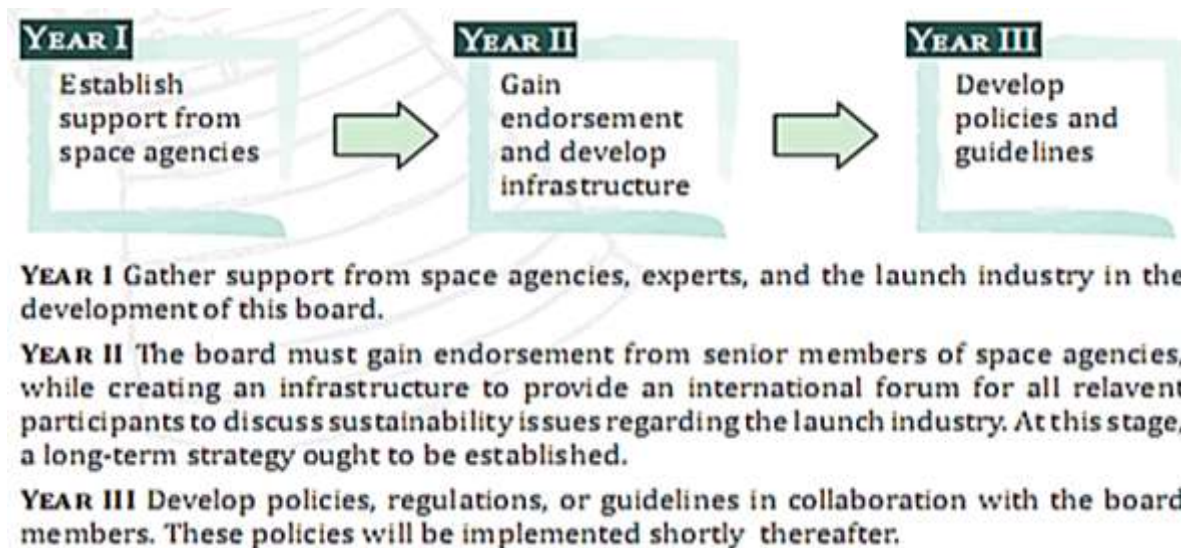 YEAR I
Establish
support from
space agencies
YEAR II
Gain
endorsement
and develop
infrastructure
YEAR III
Develop
policies and
guidelines
YEAR I Gather support from space agencies, experts, and the launch industry in the
development of this board.
YEAR II The board must gain endorsement from senior members of space agencies,
while creating an infrastructure to provide an international forum for all relavent
participants to discuss sustainability issues regarding the launch industry. At this stage,
a long-term strategy ought to be established.
YEAR III Develop policies, regulations, or guidelines in collaboration with the board
members. These policies will be implemented shortly thereafter.